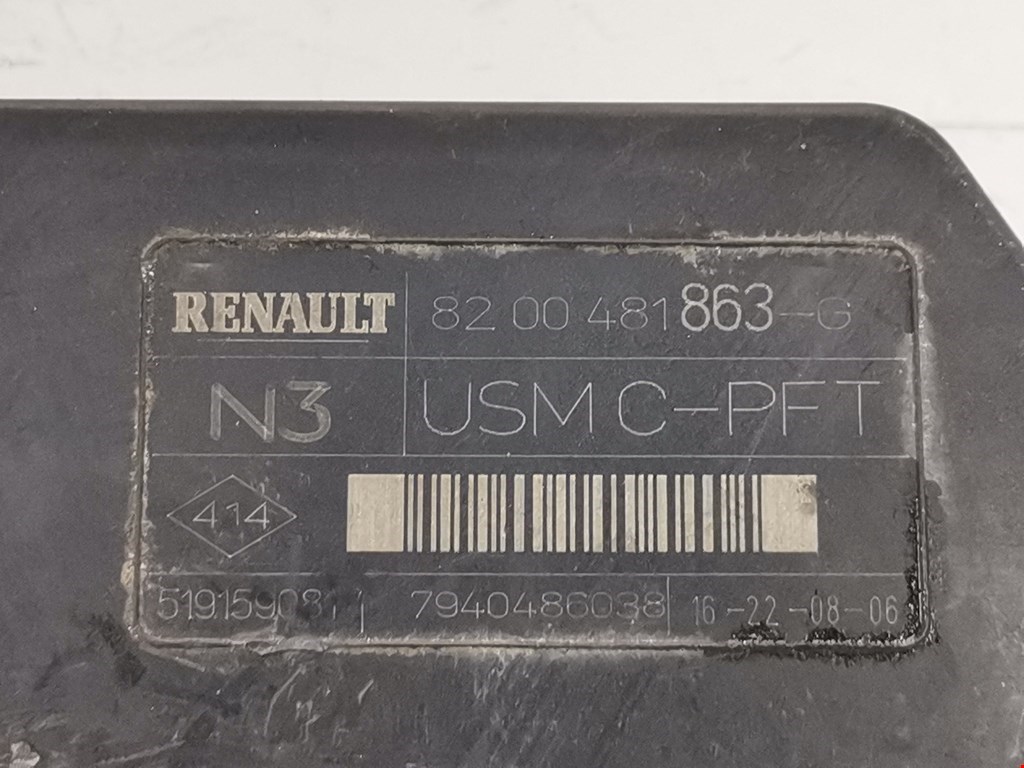 RENAULT 82 00 481 863-G
N3 USM C-PFT
414
519159081 7940486038 16-22-08-06